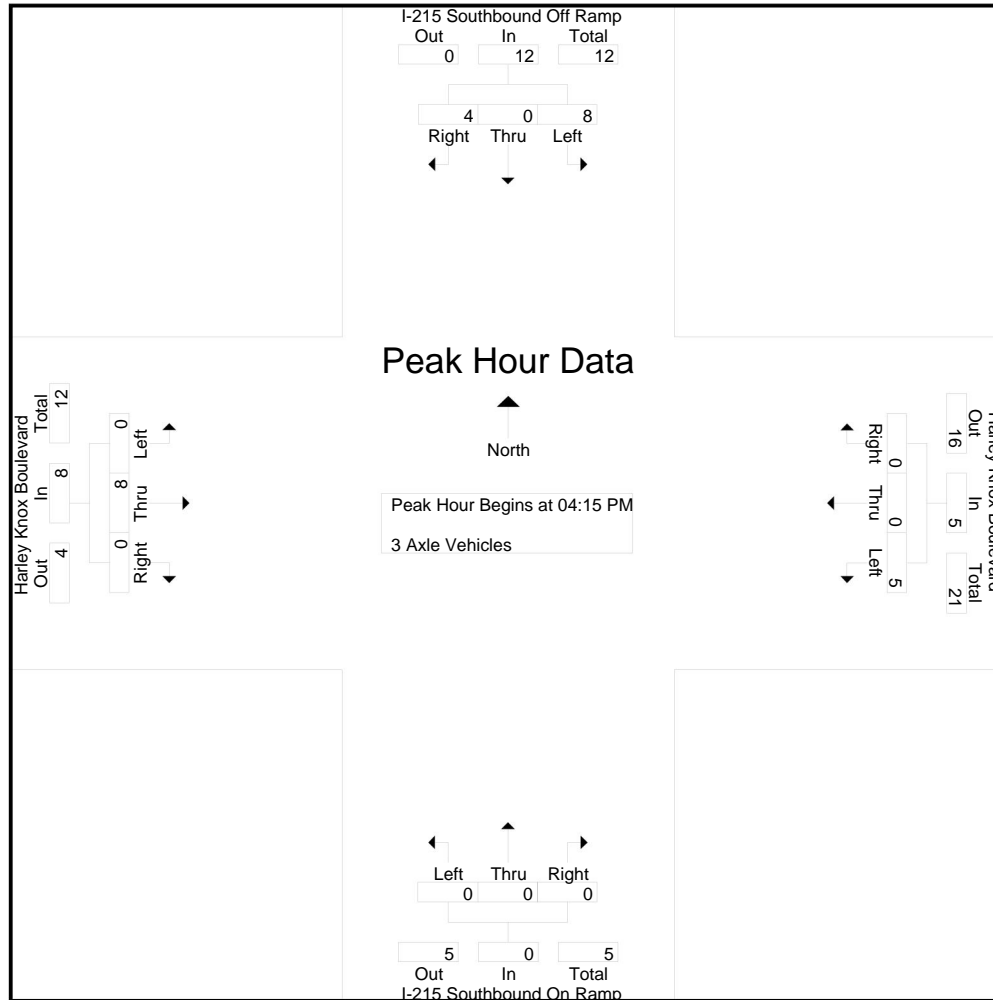 I-215 Southbound Off Ramp
Out In Total
0 12 12
4 0 8
Right Thru Left
Peak Hour Data
North
Peak Hour Begins at 04:15 PM
3 Axle Vehicles
Harley Knox Boulevard
Out In Total
4 8 12
0 8 0
Left Thru Right
Harley Knox Boulevard
Out In Total
16 5 21
0 0 5
Right Thru Left
Left Thru Right
0 0 0
5 0 5
Out In Total
I-215 Southbound On Ramp